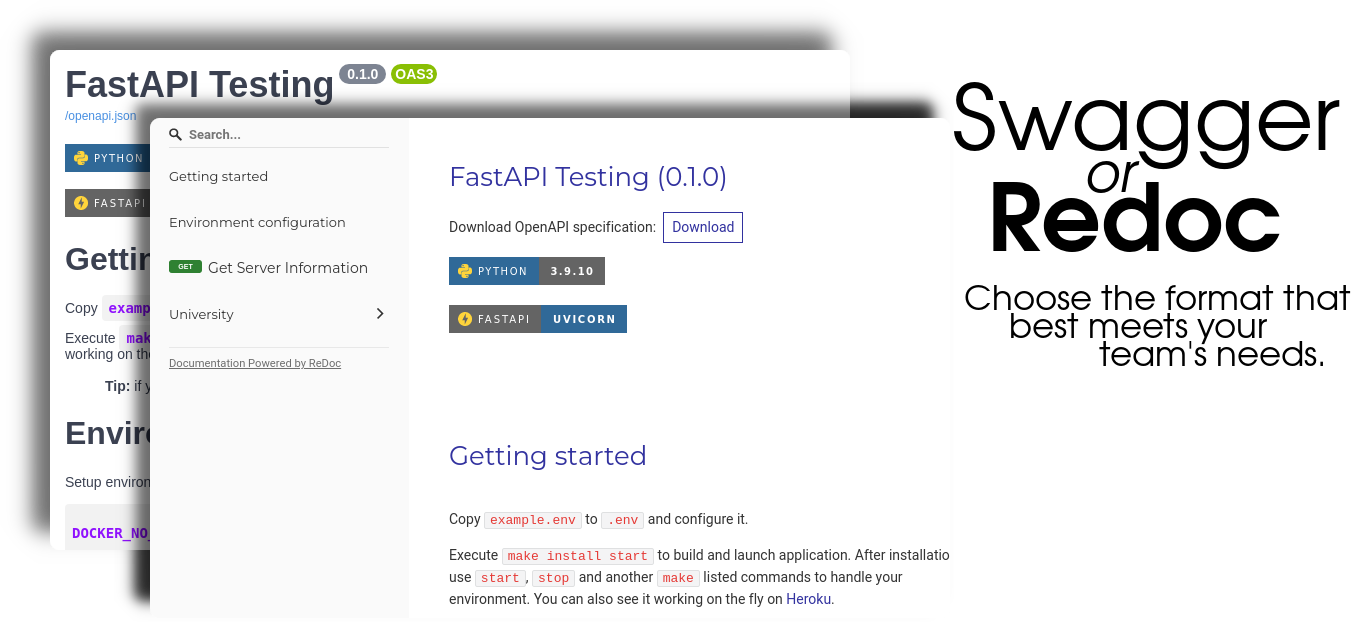 FastAPI Testing 0.1.0 OAS3
/openapi.json
PYTHON
FASTAPI
Copy
Execute
working on the
Tip: if
Setup environ
DOCKER_NO_
Search...
Getting started
Environment configuration
GET Get Server Information
University
Documentation Powered by ReDoc
FastAPI Testing (0.1.0)
Download OpenAPI specification: Download
PYTHON 3.9.10
FASTAPI UVICORN
Getting started
Copy example.env to .env and configure it.
Execute make install start to build and launch application. After installatio
use start, stop and another make listed commands to handle your
environment. You can also see it working on the fly on Heroku.
Swagger
or
Redoc
Choose the format that
best meets your
team's needs.